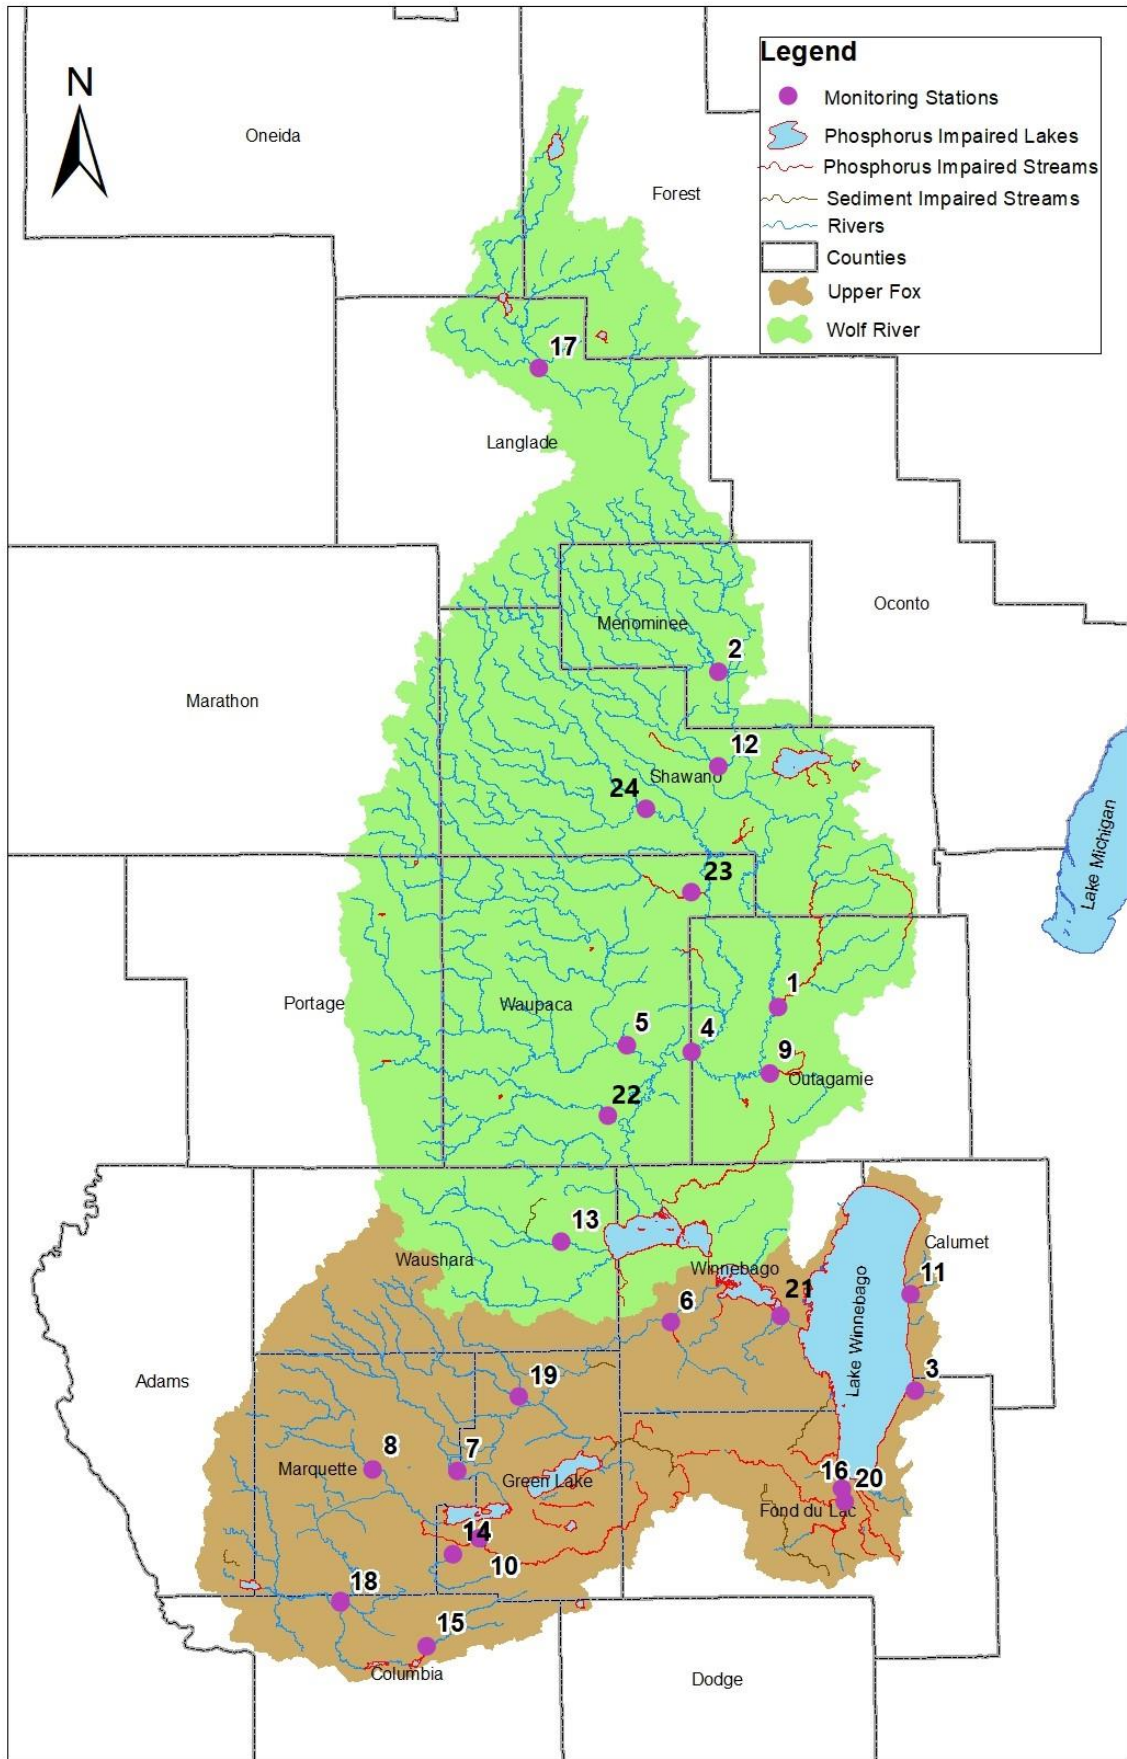 Legend
Monitoring Stations
Phosphorus Impaired Lakes
Phosphorus Impaired Streams
Sediment Impaired Streams
Rivers
Counties
Upper Fox
Wolf River
N
Oneida
Forest
17
Langlade
Oconto
Menominee
2
Marathon
12
Shawano
24
Lake Michigan
23
1
Portage
Waupaca
5
4
9
Outagamie
22
13
Calumet
Waushara
Winnebago
11
21
6
Lake Winnebago
Adams
19
3
8
7
Marquette
Green Lake
16
20
Fond du Lac
14
10
18
15
Columbia
Dodge